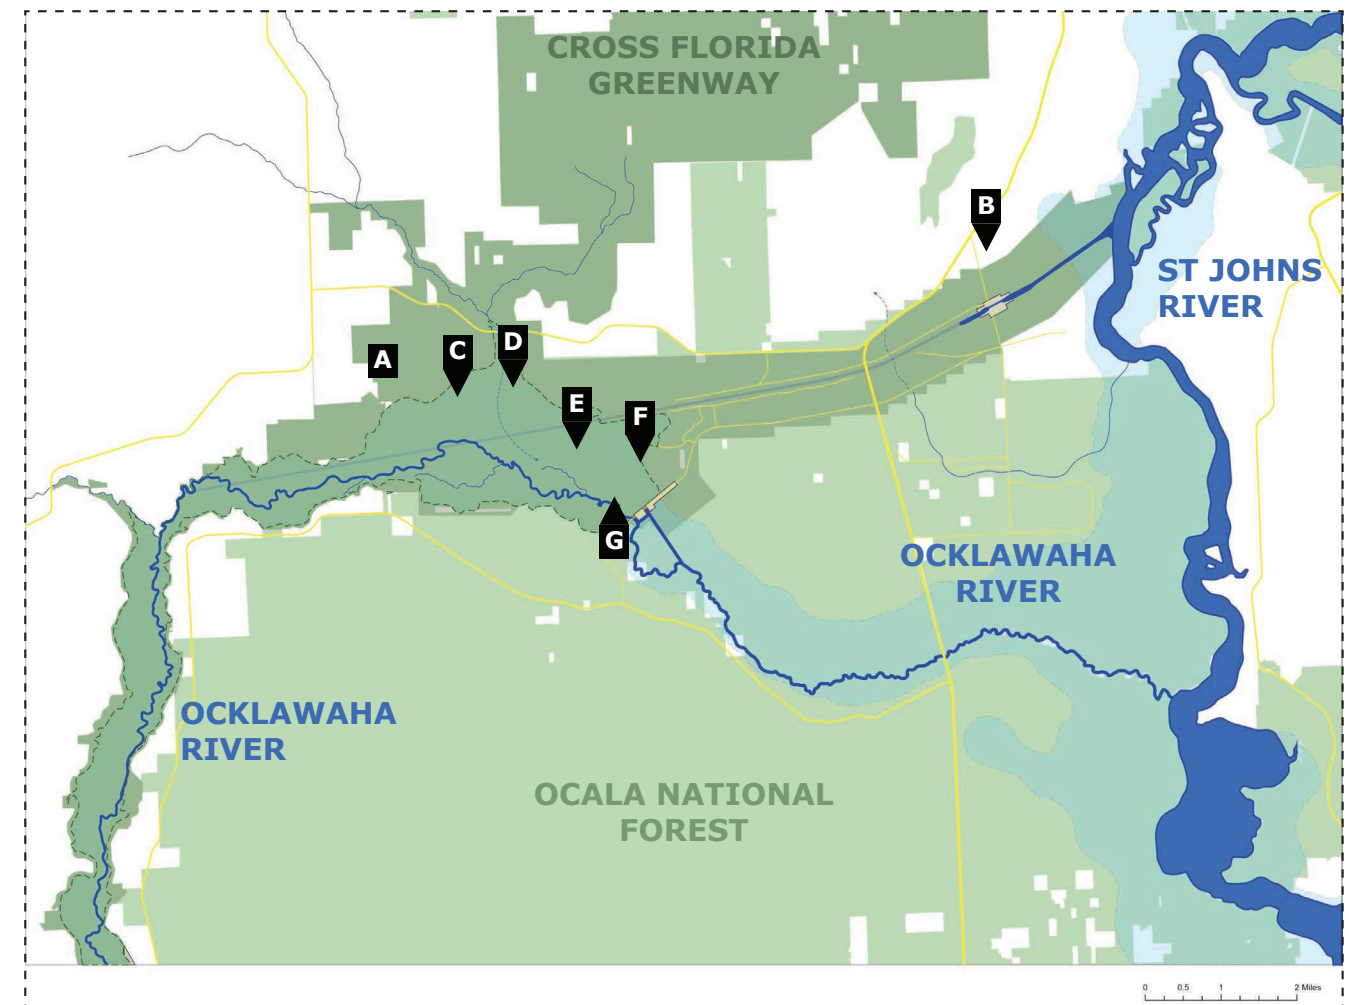 CROSS FLORIDA
GREENWAY
B
ST JOHNS
RIVER
A
C
D
E
F
G
OCKLAWAHA
RIVER
OCKLAWAHA
RIVER
OCALA NATIONAL
FOREST
0 0.5 1 2 Miles